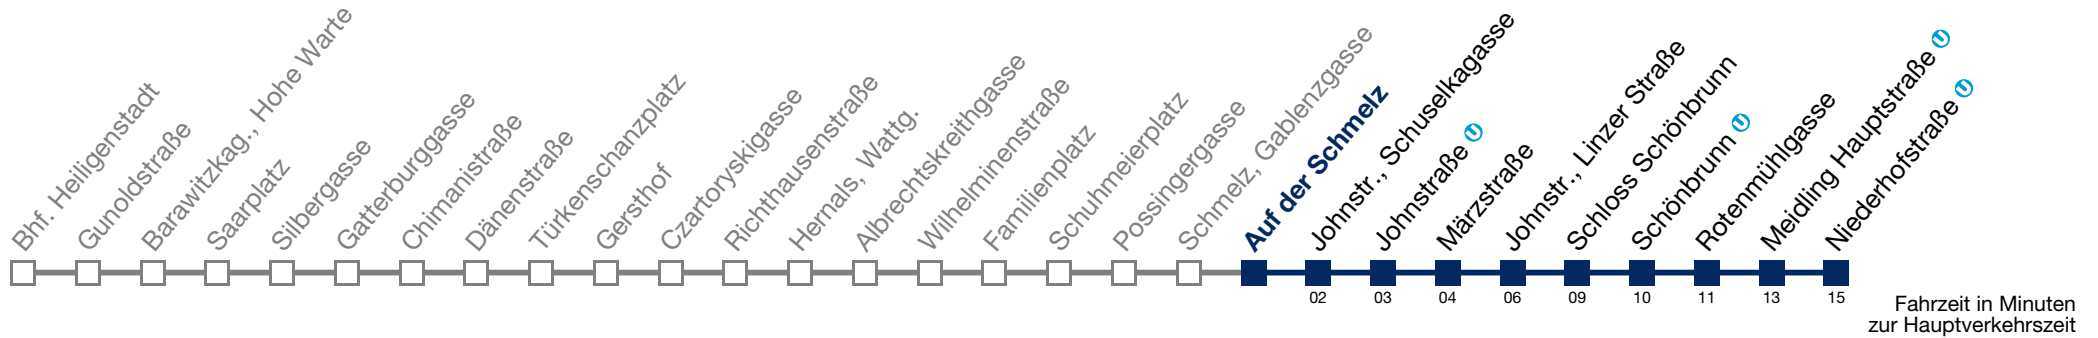 Bhf. Heiligenstadt
Gunoldstraße
Barawitzkag., Hohe Warte
Saarplatz
Silbergasse
Gatterburggasse
Chimanistraße
Dänenstraße
Türkenschanzplatz
Gersthof
Czartoryskigasse
Richthausenstraße
Hernals, Wattg.
Albrechtskreithgasse
Wilhelminenstraße
Familienplatz
Schuhmeierplatz
Possingergasse
Schmelz, Gablenzgasse
Auf der Schmelz
Johnstr., Schuselkagasse
Johnstraße U
Märzstraße
Johnstr., Linzer Straße
Schloss Schönbrunn
Schönbrunn U
Rotenmühlgasse
Meidling Hauptstraße U
Niederhofstraße U
02 03 04 06 09 10 11 13 15
Fahrzeit in Minuten
zur Hauptverkehrszeit